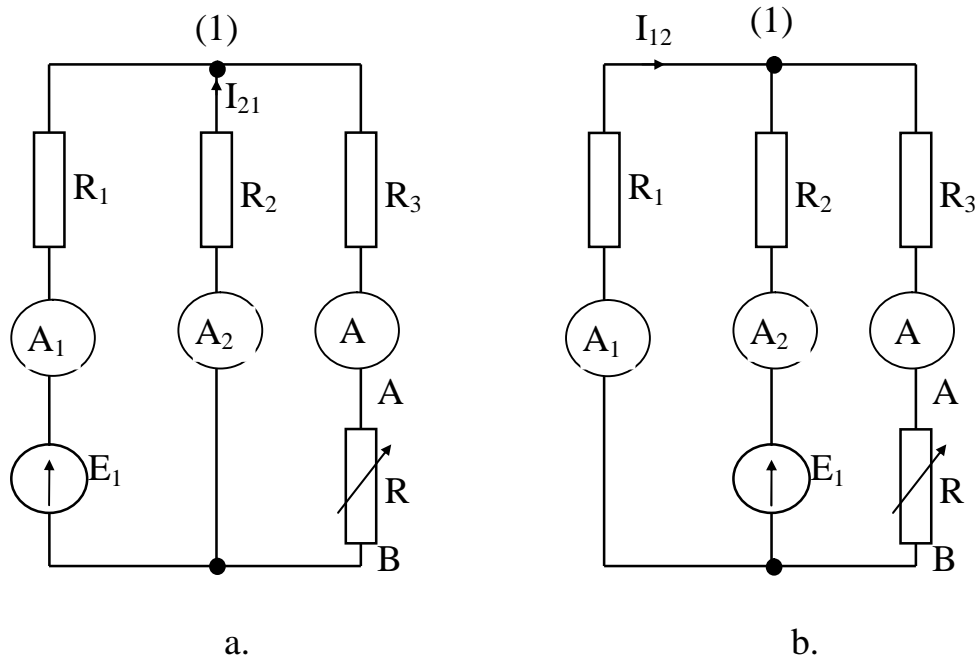 (1)
I₂₁
R₁
R₂
R₃
A₁
A₂
A
A
E₁
R
B
a.
(1)
I₁₂
R₁
R₂
R₃
A₁
A₂
A
A
E₁
R
B
b.